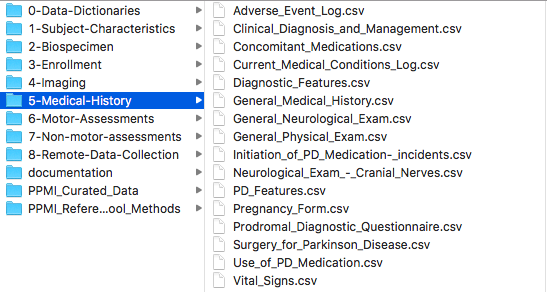 0-Data-Dictionaries
1-Subject-Characteristics
2-Biospecimen
3-Enrollment
4-Imaging
5-Medical-History
6-Motor-Assessments
7-Non-motor-assessments
8-Remote-Data-Collection
documentation
PPMI_Curated_Data
PPMI_Refere...ool_Methods
Adverse_Event_Log.csv
Clinical_Diagnosis_and_Management.csv
Concomitant_Medications.csv
Current_Medical_Conditions_Log.csv
Diagnostic_Features.csv
General_Medical_History.csv
General_Neurological_Exam.csv
General_Physical_Exam.csv
Initiation_of_PD_Medication-_incidents.csv
Neurological_Exam_-_Cranial_Nerves.csv
PD_Features.csv
Pregnancy_Form.csv
Prodromal_Diagnostic_Questionnaire.csv
Surgery_for_Parkinson_Disease.csv
Use_of_PD_Medication.csv
Vital_Signs.csv